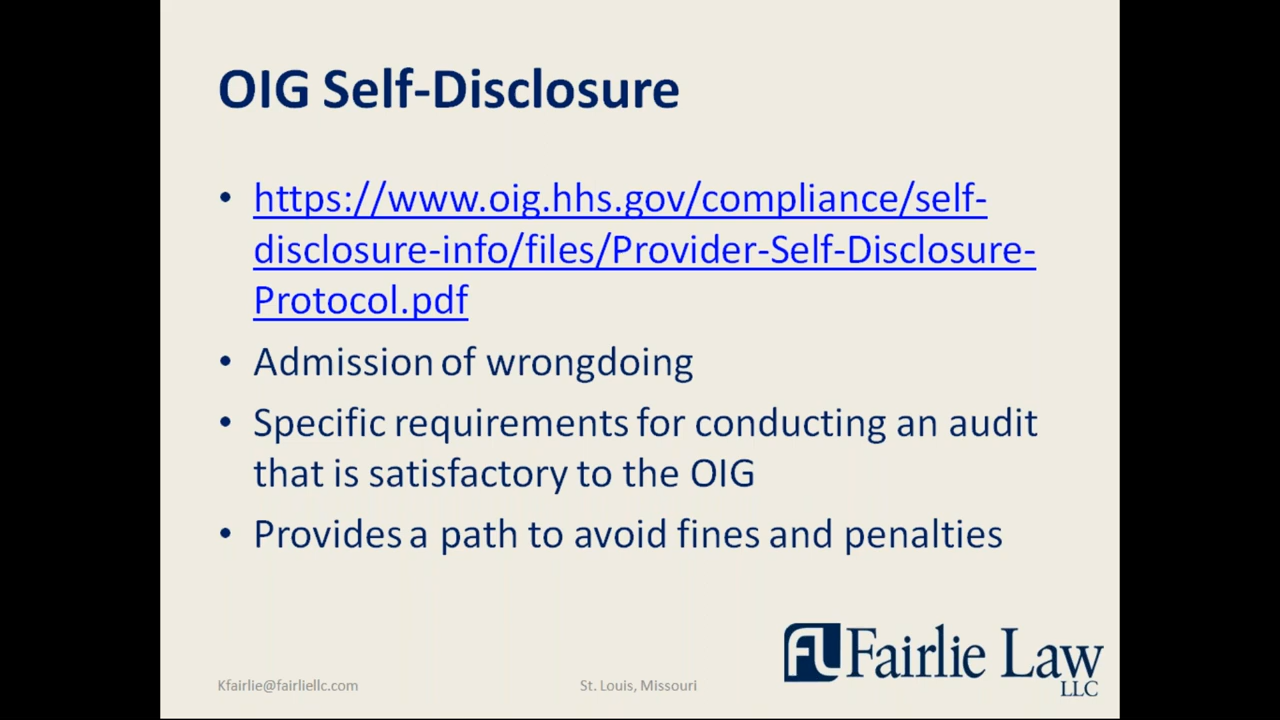 OIG Self-Disclosure
• https://www.oig.hhs.gov/compliance/self-
disclosure-info/files/Provider-Self-Disclosure-
Protocol.pdf
• Admission of wrongdoing
• Specific requirements for conducting an audit
that is satisfactory to the OIG
• Provides a path to avoid fines and penalties
FL Fairlie Law
LLC
Kfairlie@fairliellc.com
St. Louis, Missouri